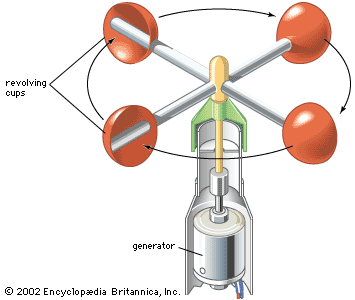 revolving
cups
generator
© 2002 Encyclopædia Britannica, Inc.